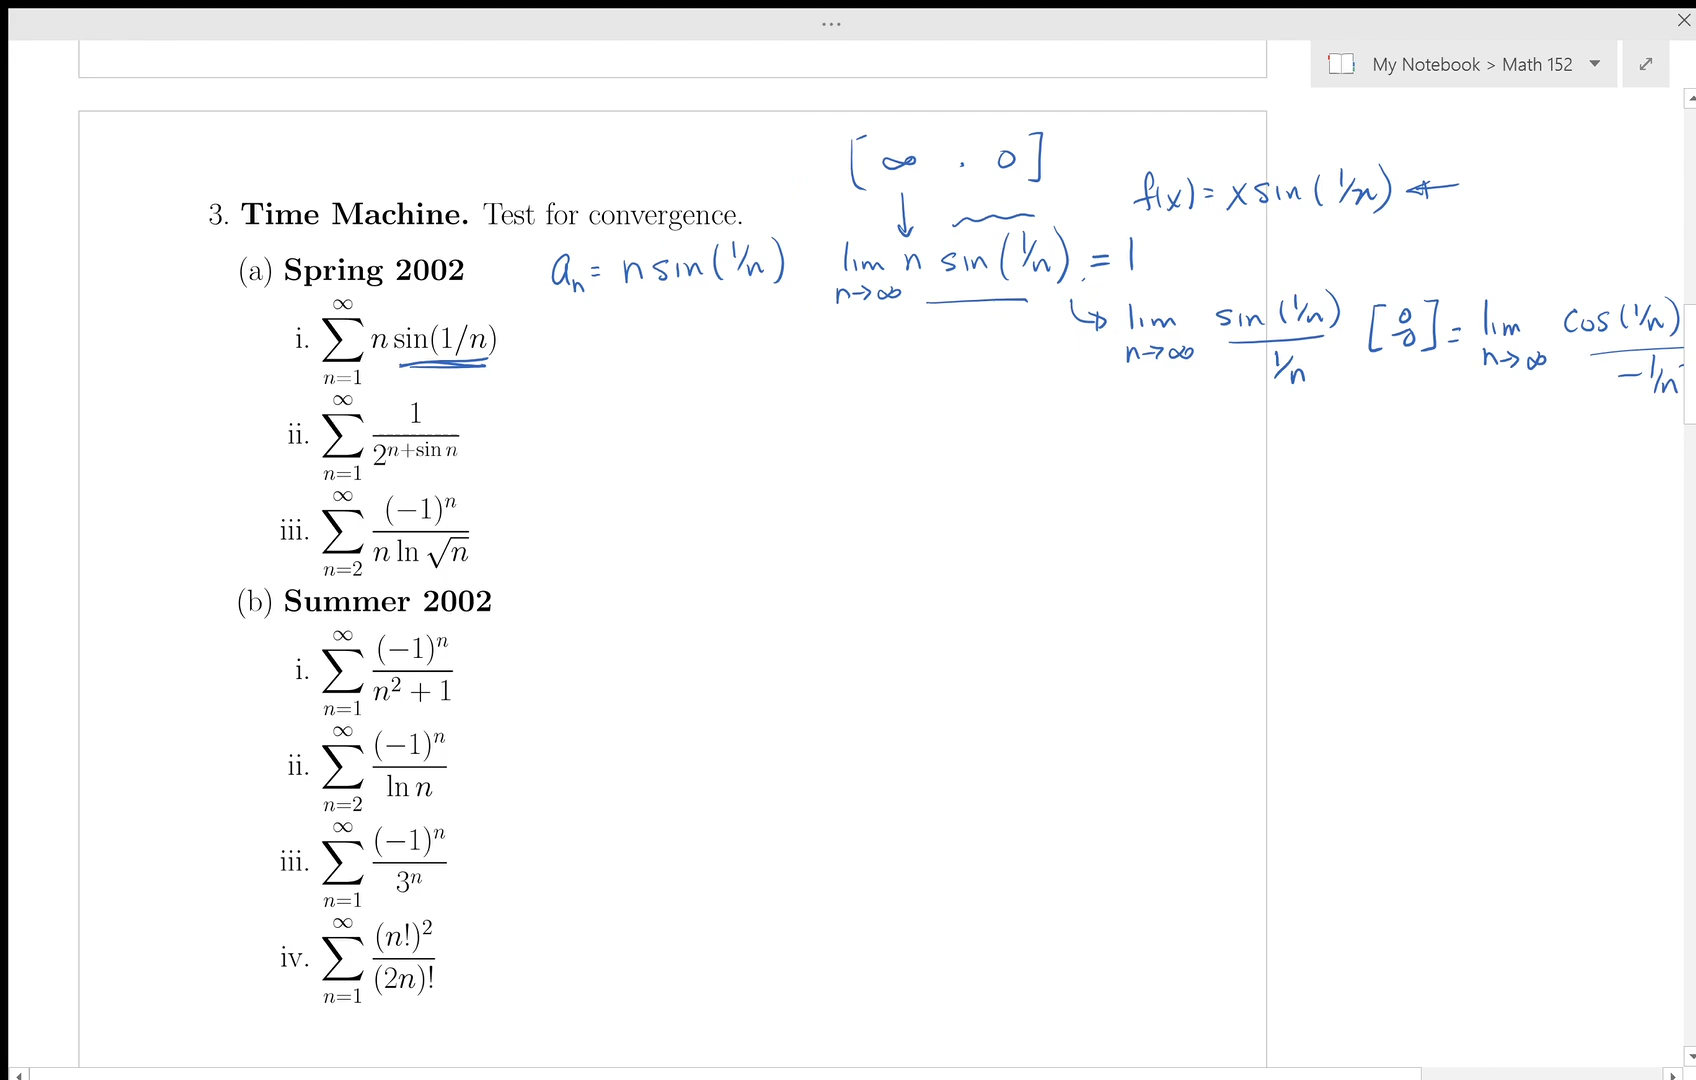 ...
My Notebook > Math 152
[ ∞ · 0 ]
f(x) = x sin(1/n) ←
3. Time Machine. Test for convergence.
(a) Spring 2002
aₙ = n sin(1/n)
lim n→∞ n sin(1/n) = 1
↳ lim n→∞ sin(1/n) / (1/n) [0/0] = lim n→∞ cos(1/n) / -1/n
i. ∑_{n=1}^{∞} n sin(1/n)
ii. ∑_{n=1}^{∞} 1 / 2^{n+sin n}
iii. ∑_{n=2}^{∞} (−1)^n / (n ln √n)
(b) Summer 2002
i. ∑_{n=1}^{∞} (−1)^n / (n² + 1)
ii. ∑_{n=2}^{∞} (−1)^n / ln n
iii. ∑_{n=1}^{∞} (−1)^n / 3^n
iv. ∑_{n=1}^{∞} (n!)² / (2n)!